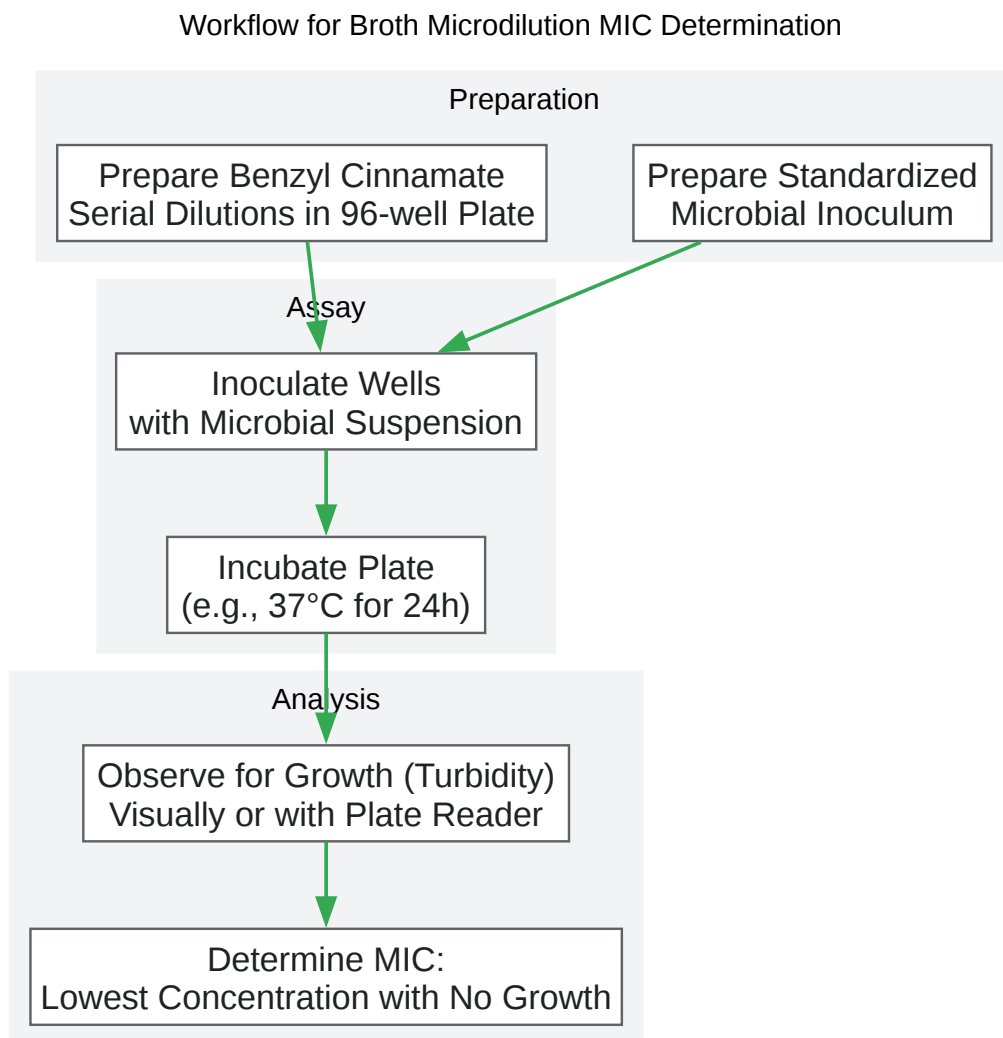 Workflow for Broth Microdilution MIC Determination
Preparation
Prepare Benzyl Cinnamate
Serial Dilutions in 96-well Plate
Prepare Standardized
Microbial Inoculum
Assay
Inoculate Wells
with Microbial Suspension
Incubate Plate
(e.g., 37°C for 24h)
Analysis
Observe for Growth (Turbidity)
Visually or with Plate Reader
Determine MIC:
Lowest Concentration with No Growth